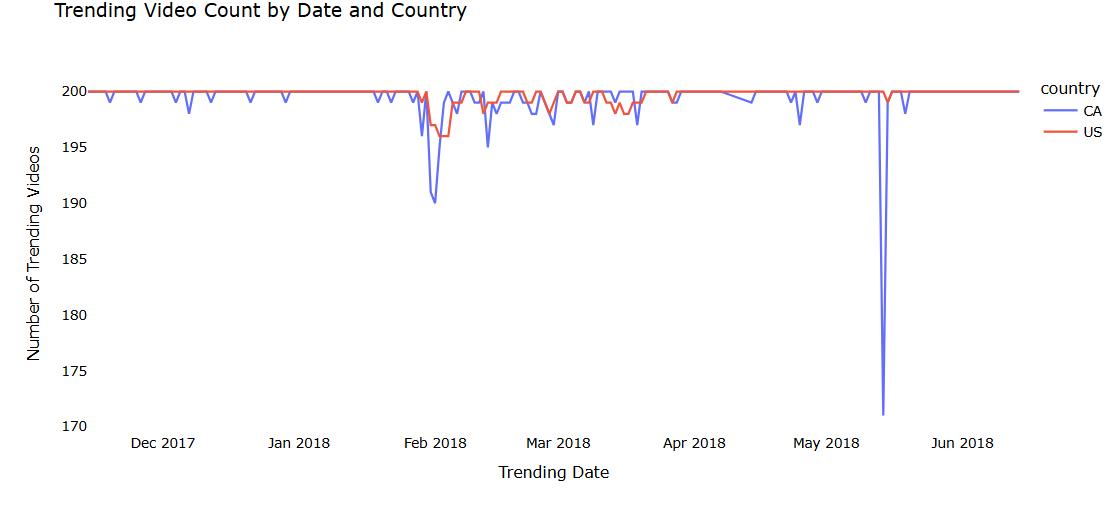 Trending Video Count by Date and Country
200
195
190
185
180
175
170
Number of Trending Videos
Dec 2017
Jan 2018
Feb 2018
Mar 2018
Apr 2018
May 2018
Jun 2018
Trending Date
country
CA
US